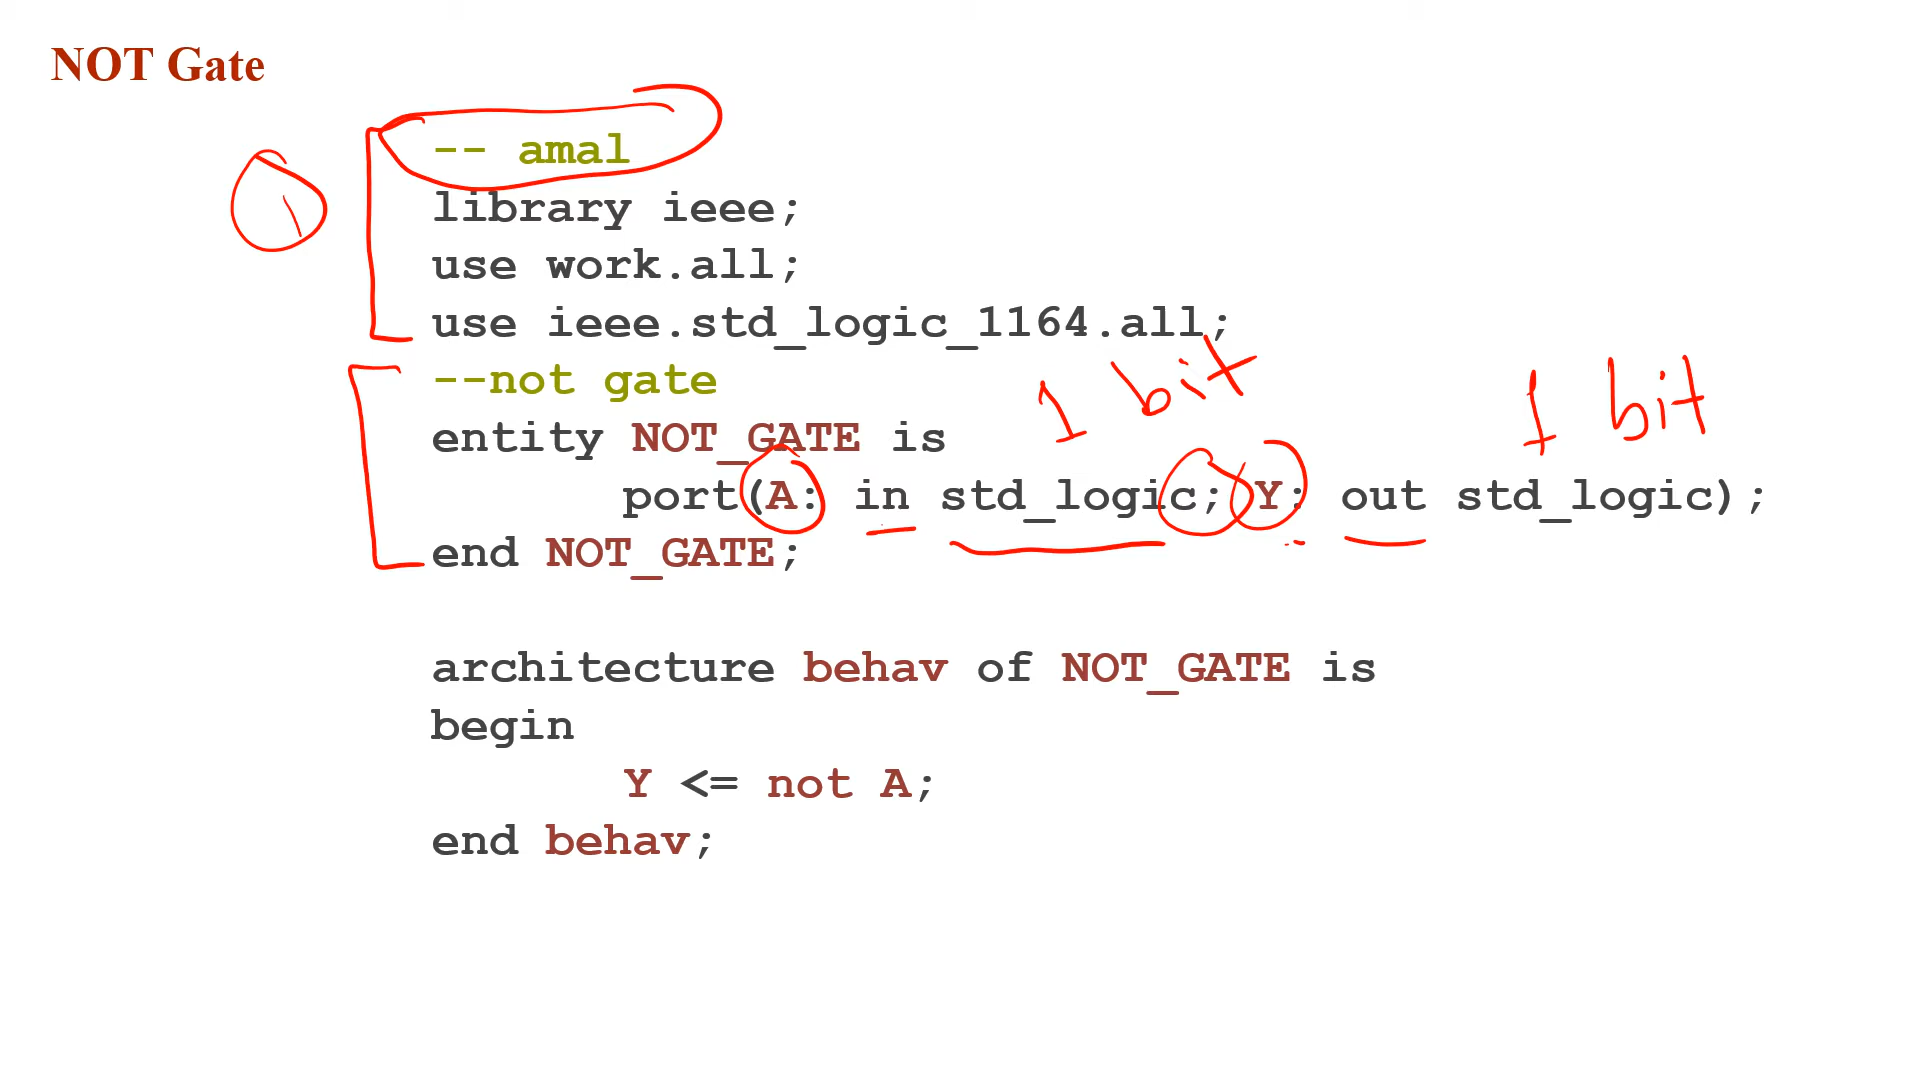 NOT Gate
-- amal
library ieee;
use work.all;
use ieee.std_logic_1164.all;
--not gate
1 bit
1 bit
entity NOT_GATE is
port(A: in std_logic; Y: out std_logic);
end NOT_GATE;
architecture behav of NOT_GATE is
begin
Y <= not A;
end behav;